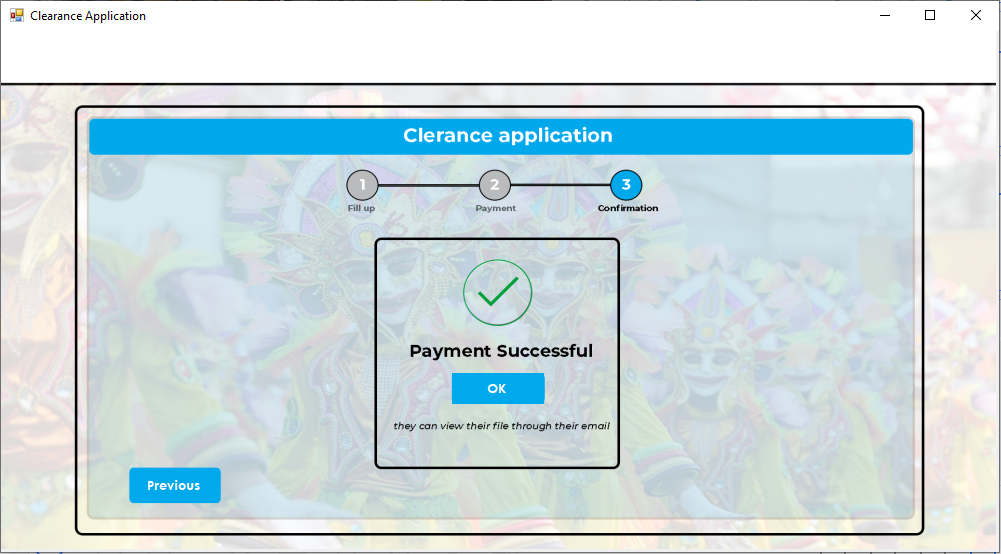 Clearance Application
Clerance application
1 2 3
Fill up Payment Confirmation
Payment Successful
OK
they can view their file through their email
Previous